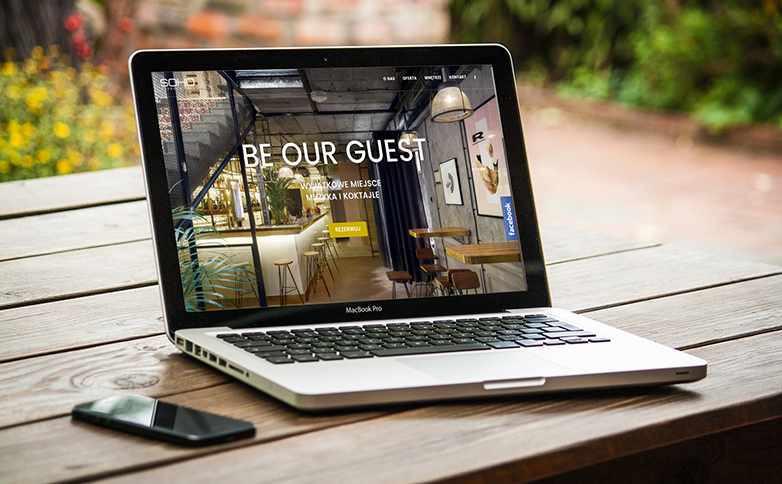 SOHO
O NAS OFERTA WNĘTRZE KONTAKT f
BE OUR GUEST
WYJĄTKOWE MIEJSCE
MUZYKA I KOKTAJLE
REZERWUJ
facebook
R
MacBook Pro